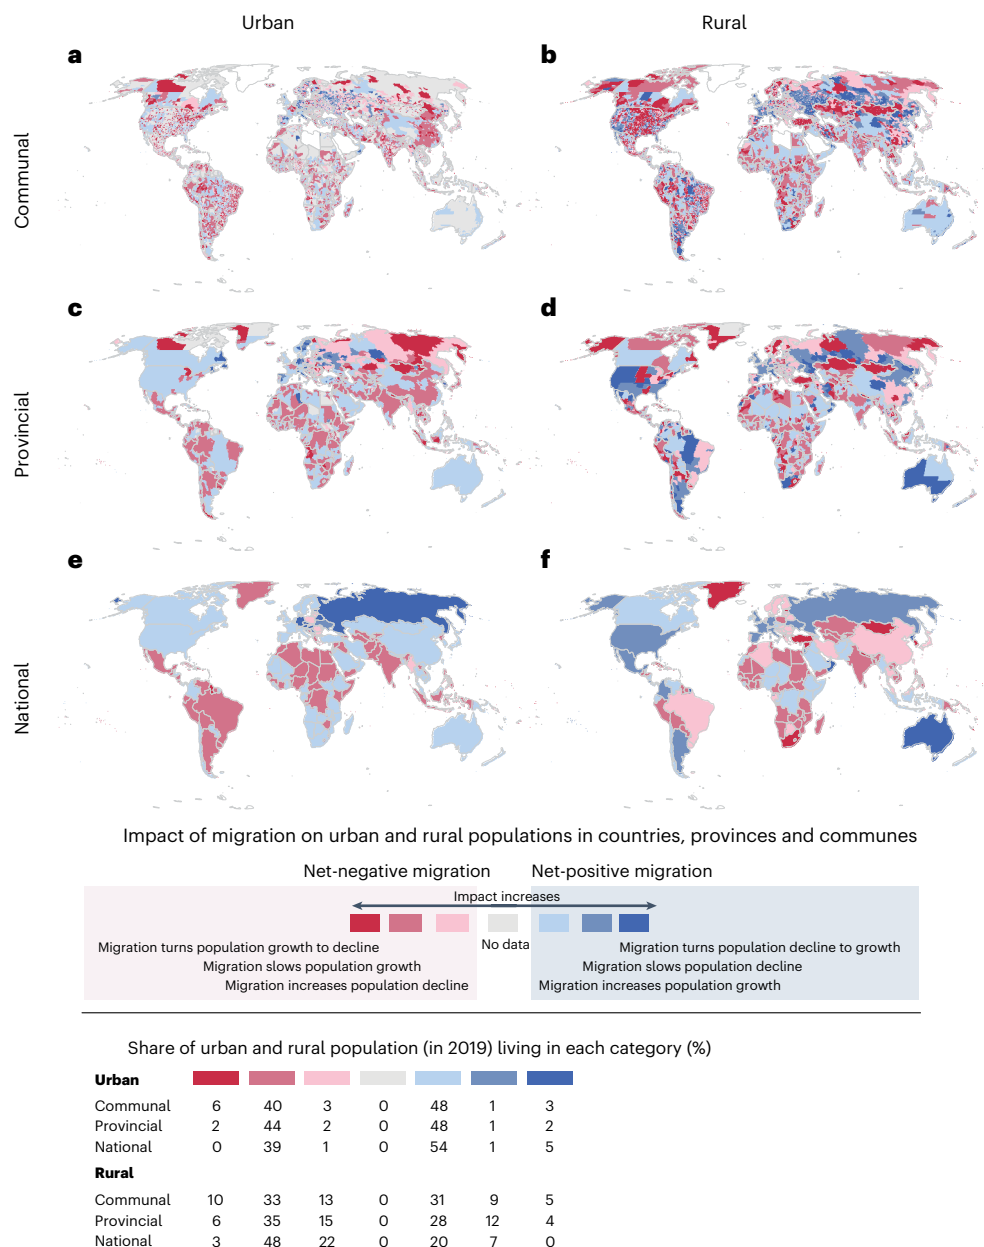 Urban
Rural
a
b
Communal
c
d
Provincial
e
f
National
Impact of migration on urban and rural populations in countries, provinces and communes
Net-negative migration
Net-positive migration
Impact increases
No data
Migration turns population growth to decline
Migration turns population decline to growth
Migration slows population growth
Migration slows population decline
Migration increases population decline
Migration increases population growth
Share of urban and rural population (in 2019) living in each category (%)
Urban
Communal 6 40 3 0 48 1 3
Provincial 2 44 2 0 48 1 2
National 0 39 1 0 54 1 5
Rural
Communal 10 33 13 0 31 9 5
Provincial 6 35 15 0 28 12 4
National 3 48 22 0 20 7 0